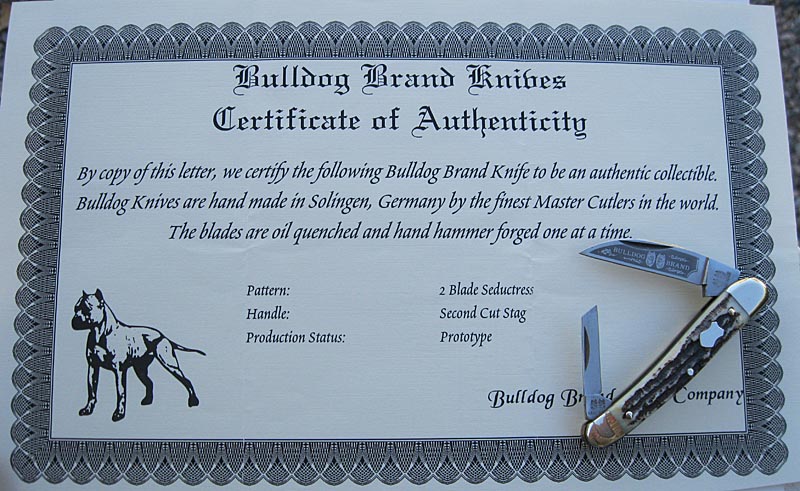 Bulldog Brand Knives
Certificate of Authenticity
By copy of this letter, we certify the following Bulldog Brand Knife to be an authentic collectible.
Bulldog Knives are hand made in Solingen, Germany by the finest Master Cutlers in the world.
The blades are oil quenched and hand hammer forged one at a time.
BULLDOG BRAND
Pattern: 2 Blade Seductress
Handle: Second Cut Stag
Production Status: Prototype
Bulldog Company